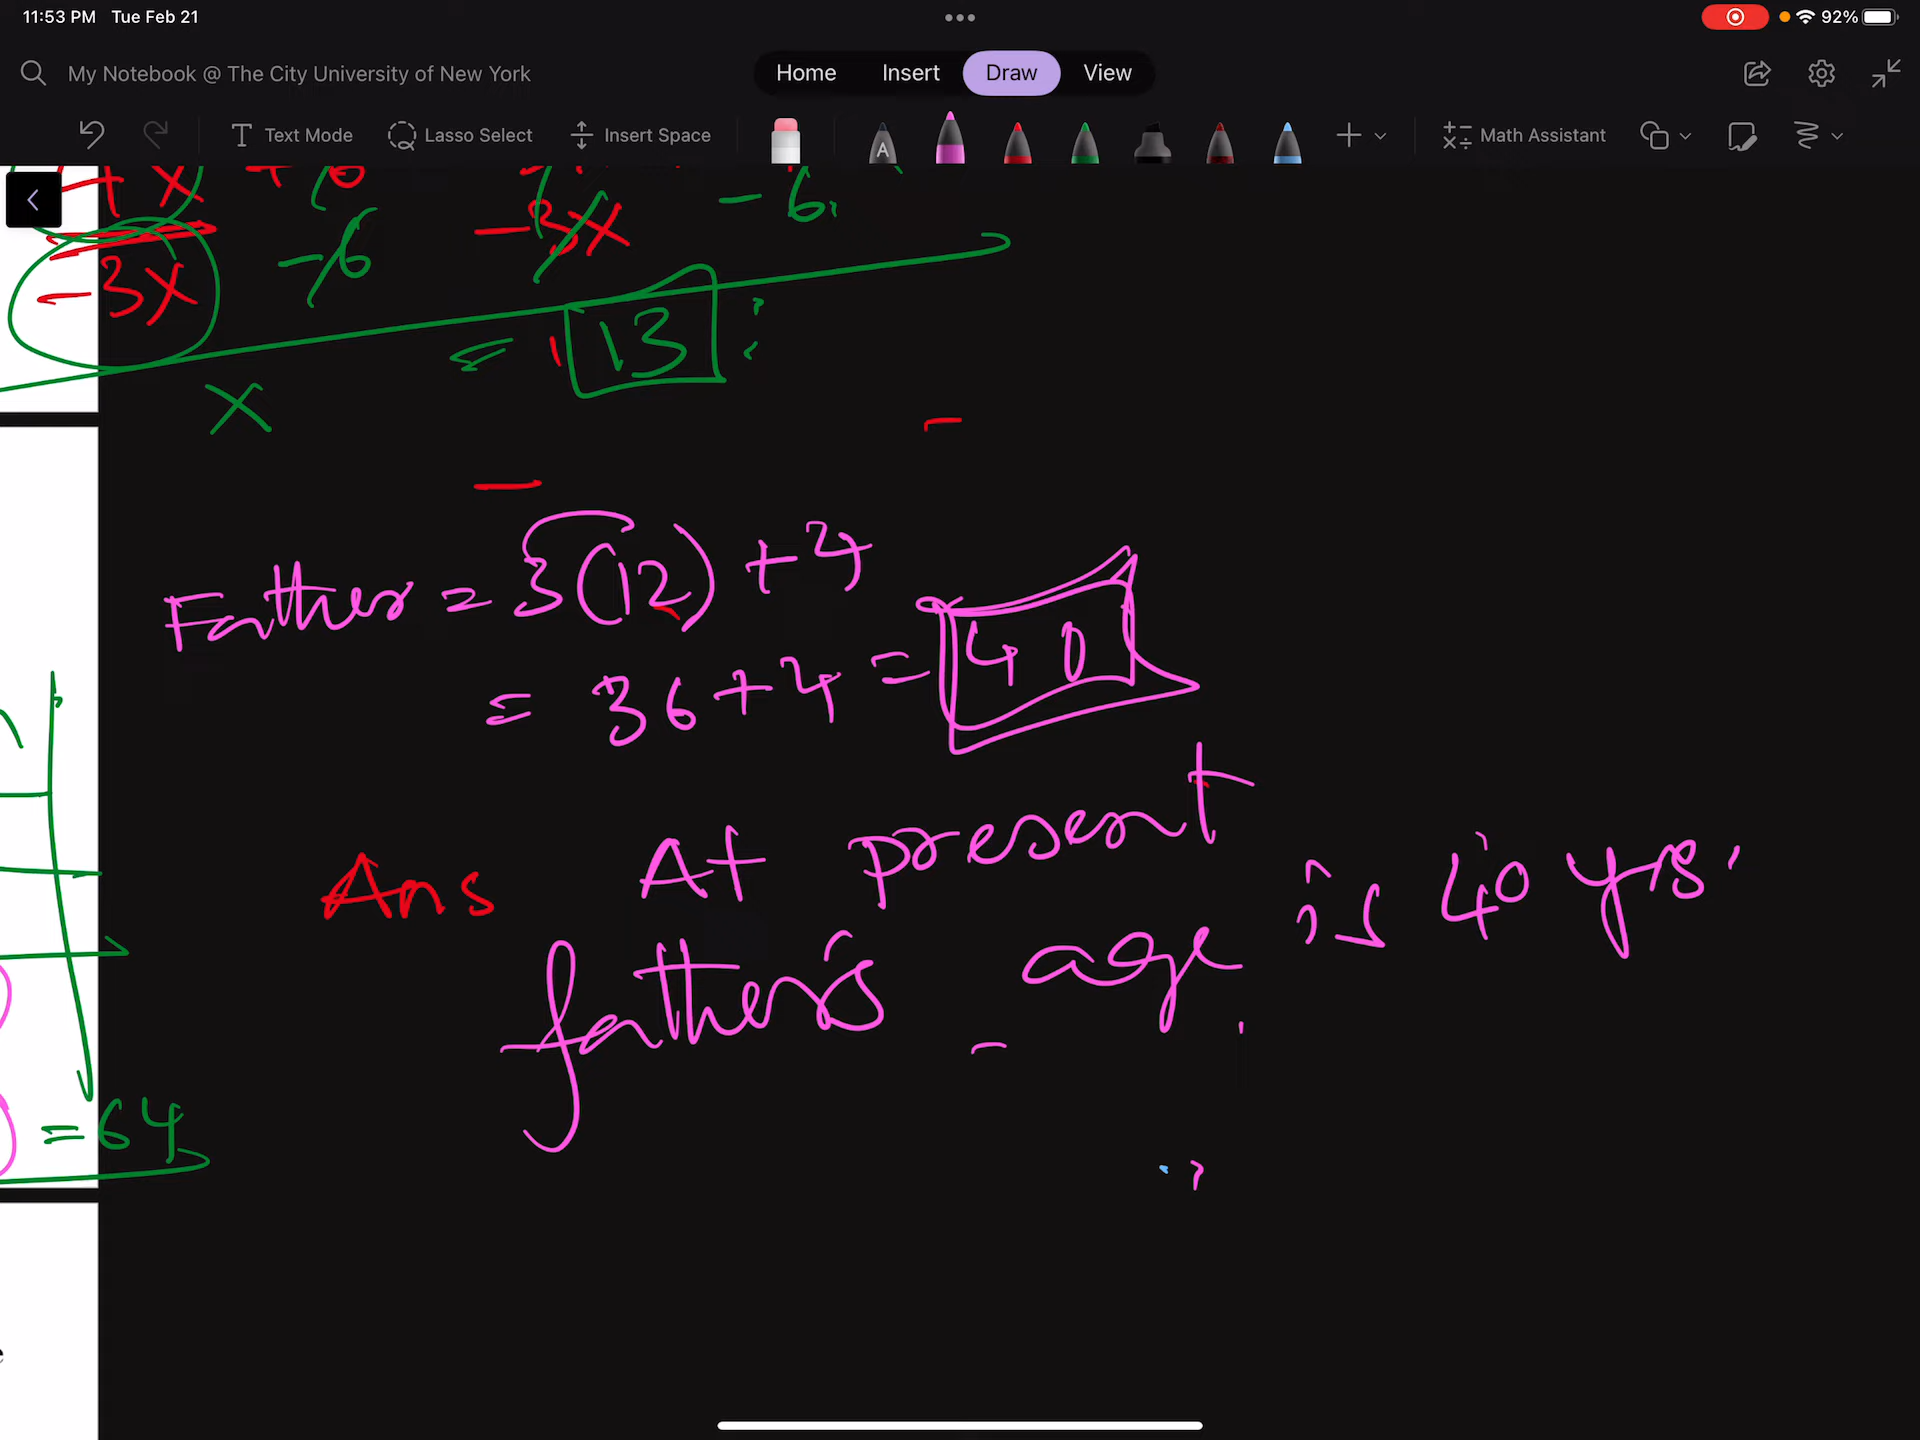 11:53 PM Tue Feb 21
92%
My Notebook @ The City University of New York
Home Insert Draw View
Text Mode Lasso Select Insert Space
A
Math Assistant
-6 -3x -6
-3x
x = 13
Father = 3(12) + 4
= 36 + 4 = 40
Ans At present
father's age is 40 yrs.
= 64